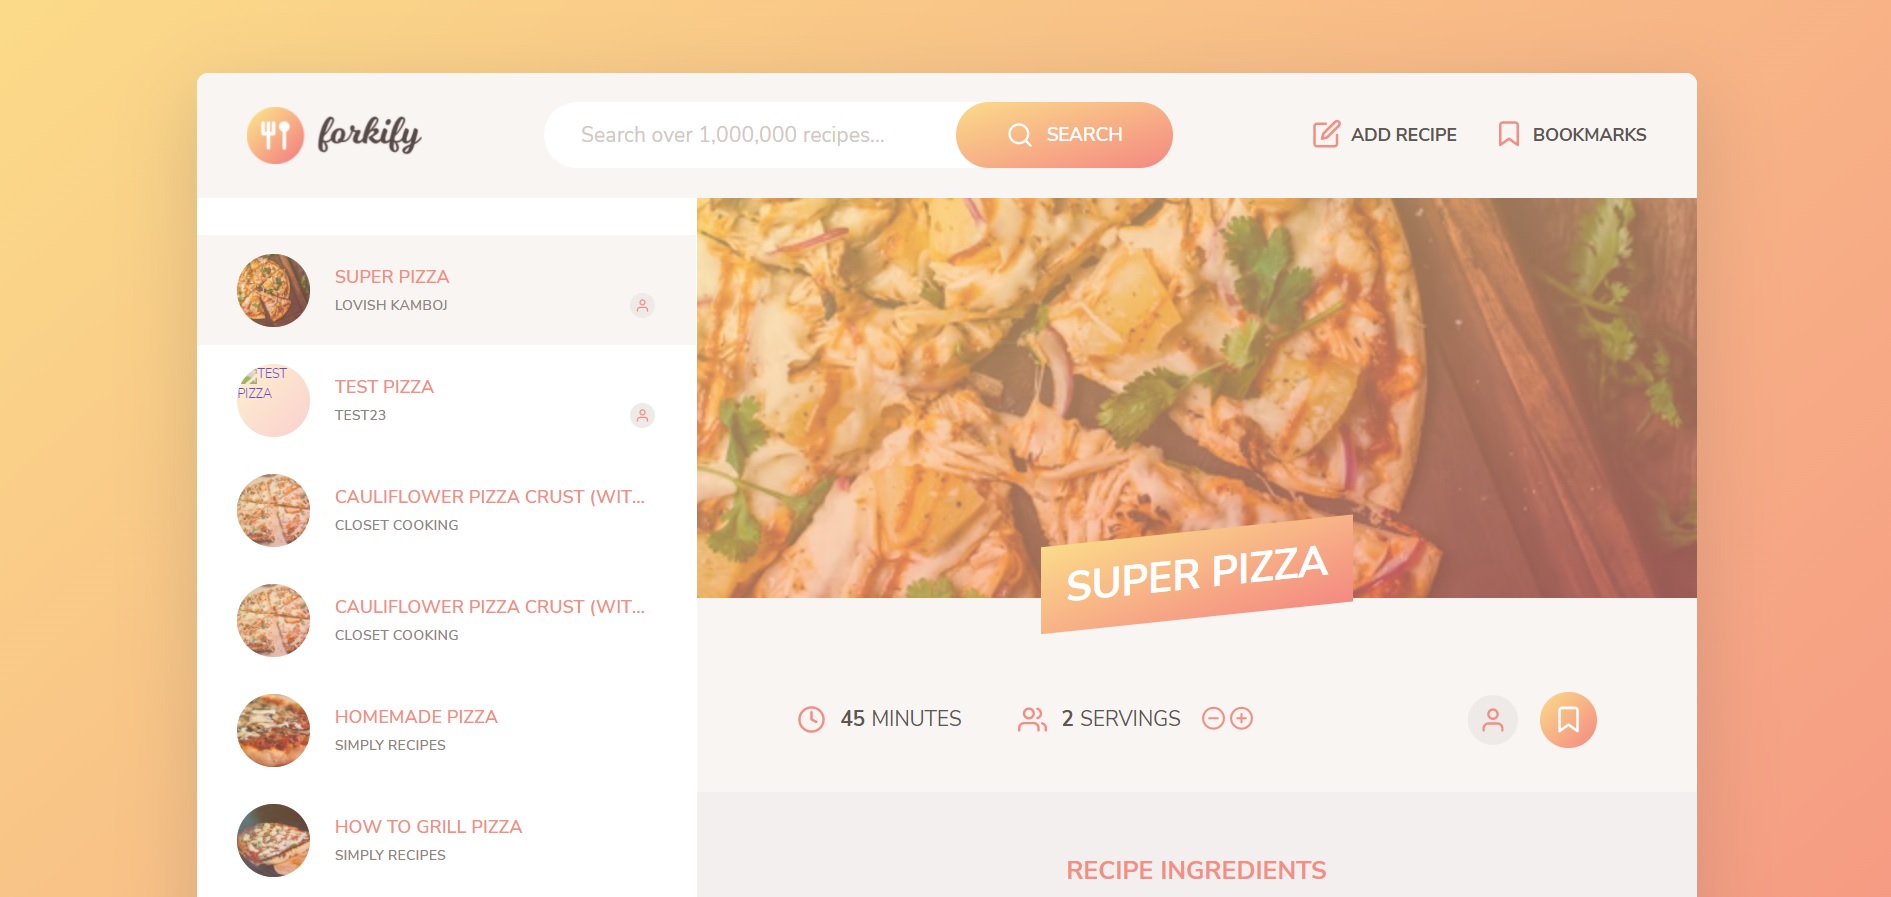 forkify
Search over 1,000,000 recipes...
SEARCH
ADD RECIPE
BOOKMARKS
SUPER PIZZA
LOVISH KAMBOJ
TEST
PIZZA
TEST PIZZA
TEST23
CAULIFLOWER PIZZA CRUST (WIT...
CLOSET COOKING
CAULIFLOWER PIZZA CRUST (WIT...
CLOSET COOKING
HOMEMADE PIZZA
SIMPLY RECIPES
HOW TO GRILL PIZZA
SIMPLY RECIPES
SUPER PIZZA
45 MINUTES
2 SERVINGS
RECIPE INGREDIENTS